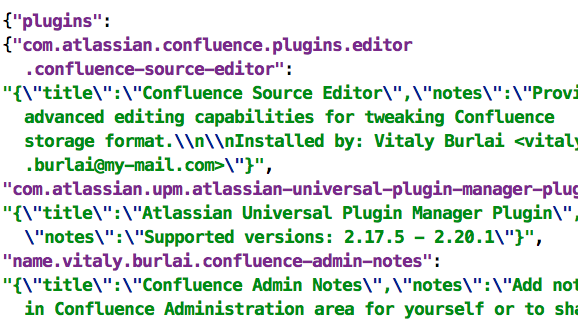 {"plugins":
{"com.atlassian.confluence.plugins.editor
.confluence-source-editor":
"{\"title\":\"Confluence Source Editor\",\"notes\":\"Provi
advanced editing capabilities for tweaking Confluence
storage format.\\n\\nInstalled by: Vitaly Burlai <vitaly
.burlai@my-mail.com>\"}",
"com.atlassian.upm.atlassian-universal-plugin-manager-plug
"{\"title\":\"Atlassian Universal Plugin Manager Plugin\",
\"notes\":\"Supported versions: 2.17.5 - 2.20.1\"}",
"name.vitaly.burlai.confluence-admin-notes":
"{\"title\":\"Confluence Admin Notes\",\"notes\":\"Add not
in Confluence Administration area for yourself or to sha